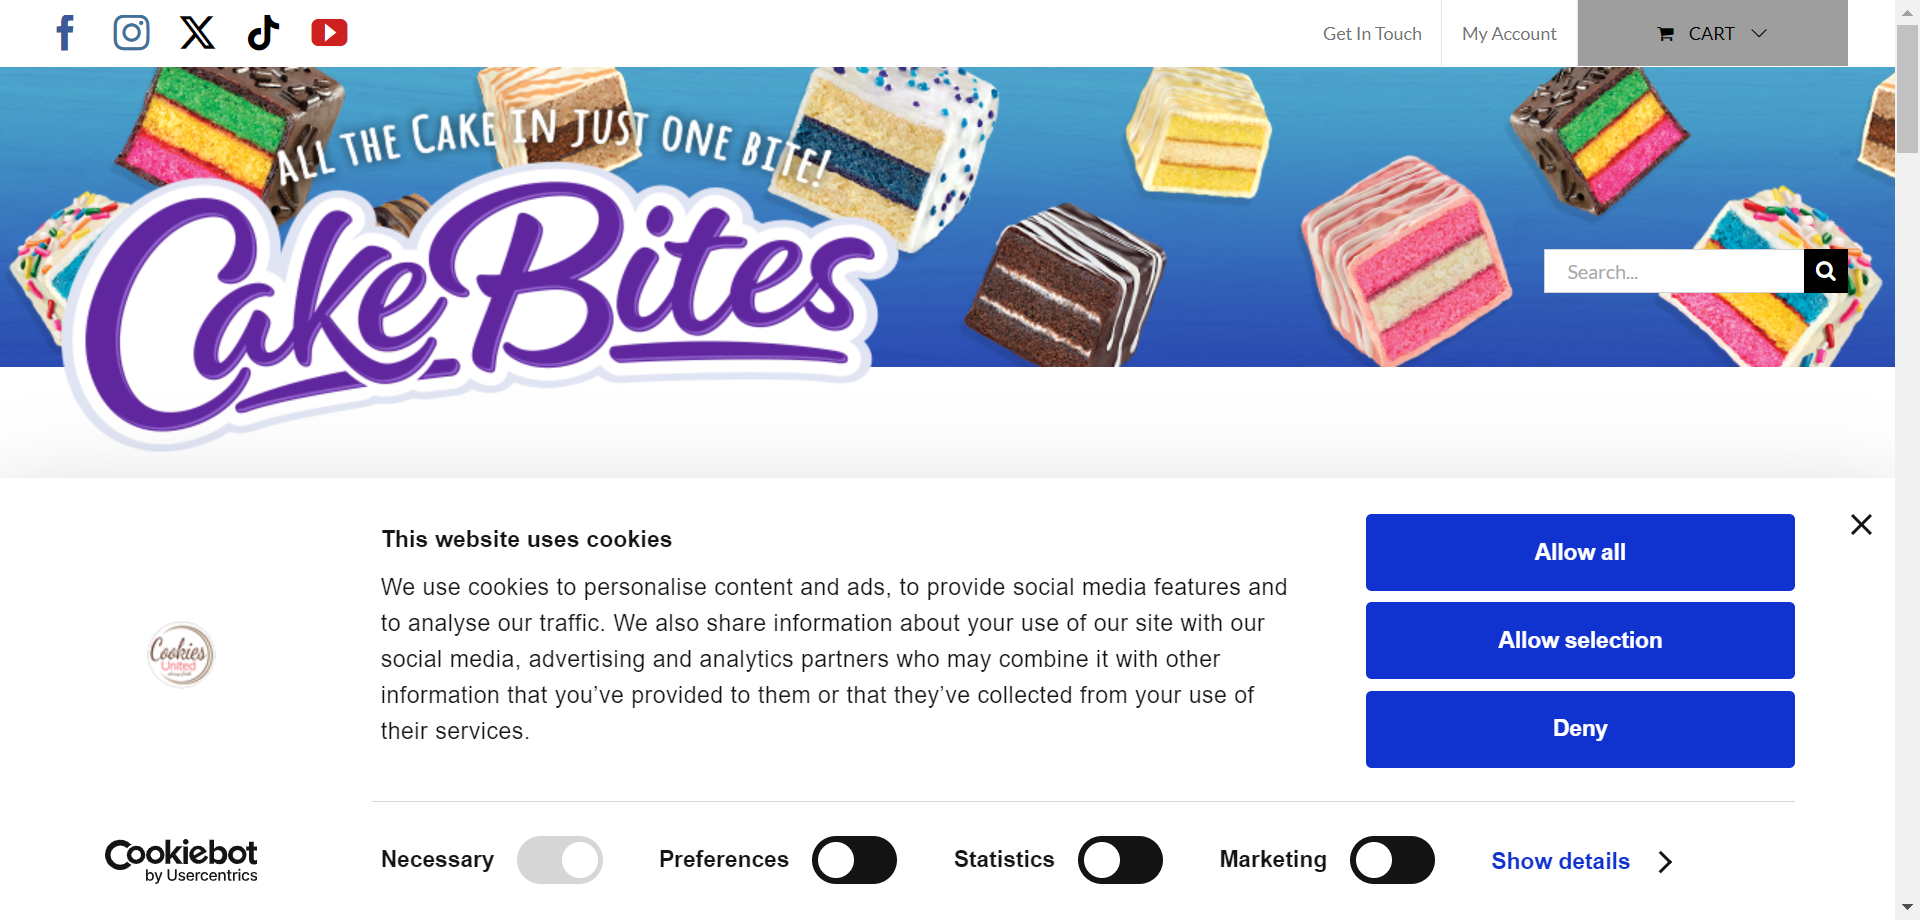 Get In Touch
My Account
CART
ALL THE CAKE IN JUST ONE BITE!
CakeBites
Search...
This website uses cookies
We use cookies to personalise content and ads, to provide social media features and
to analyse our traffic. We also share information about your use of our site with our
social media, advertising and analytics partners who may combine it with other
information that you’ve provided to them or that they’ve collected from your use of
their services.
Allow all
Allow selection
Deny
Cookies
United
Cookiebot
by Usercentrics
Necessary
Preferences
Statistics
Marketing
Show details